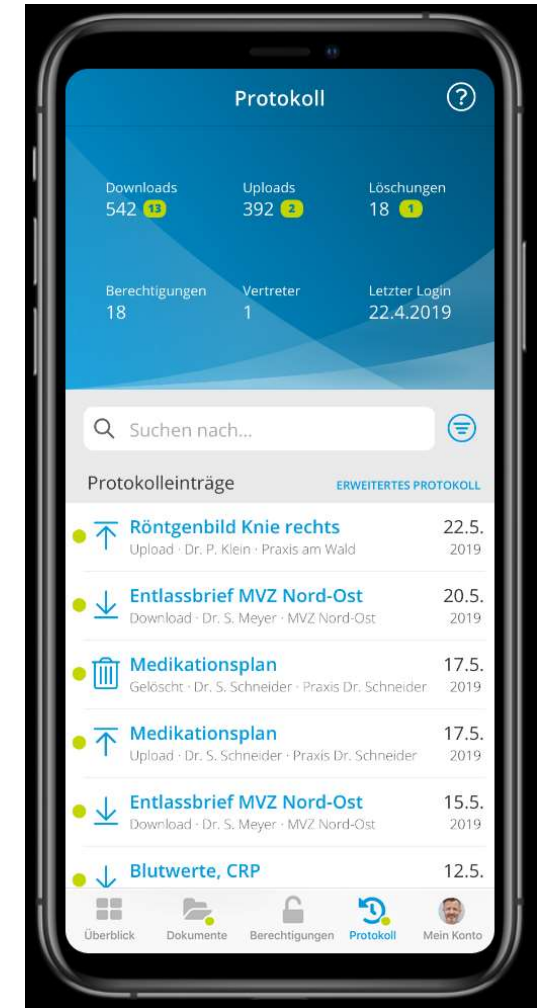 Protokoll
?
Downloads Uploads Löschungen
542 13 392 2 18 1
Berechtigungen Vertreter Letzter Login
18 1 22.4.2019
Suchen nach...
Protokolleinträge ERWEITERTES PROTOKOLL
Röntgenbild Knie rechts 22.5.
Upload · Dr. P. Klein · Praxis am Wald 2019
Entlassbrief MVZ Nord-Ost 20.5.
Download · Dr. S. Meyer · MVZ Nord-Ost 2019
Medikationsplan 17.5.
Gelöscht · Dr. S. Schneider · Praxis Dr. Schneider 2019
Medikationsplan 17.5.
Upload · Dr. S. Schneider · Praxis Dr. Schneider 2019
Entlassbrief MVZ Nord-Ost 15.5.
Download · Dr. S. Meyer · MVZ Nord-Ost 2019
Blutwerte, CRP 12.5.
Überblick Dokumente Berechtigungen Protokoll Mein Konto